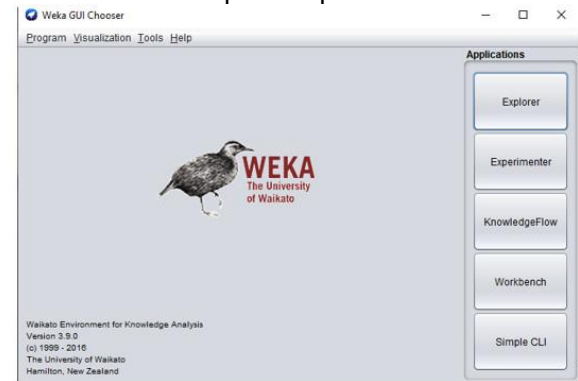 Weka GUI Chooser
Program Visualization Tools Help
Applications
Explorer
Experimenter
KnowledgeFlow
Workbench
Simple CLI
WEKA
The University
of Waikato
Waikato Environment for Knowledge Analysis
Version 3.9.0
(c) 1999 - 2016
The University of Waikato
Hamilton, New Zealand